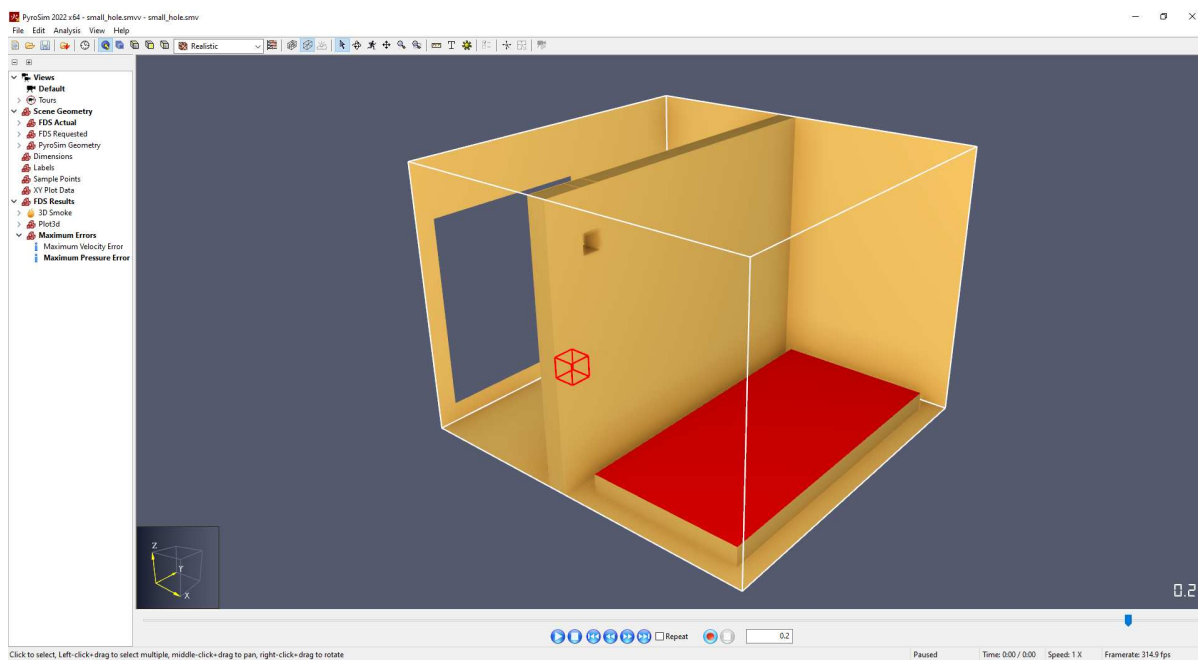 PyroSim 2022 x64 - small_hole.smvv - small_hole.smv
File Edit Analysis View Help
Realistic
Views
Default
Tours
Scene Geometry
FDS Actual
FDS Requested
PyroSim Geometry
Dimensions
Labels
Sample Points
XY Plot Data
FDS Results
3D Smoke
Plot3d
Maximum Errors
Maximum Velocity Error
Maximum Pressure Error
Z
Y
X
0.2
Repeat
0.2
Click to select, Left-click+drag to select multiple, middle-click+drag to pan, right-click+drag to rotate
Paused Time: 0:00 / 0:00 Speed: 1 X Framerate: 314.9 fps